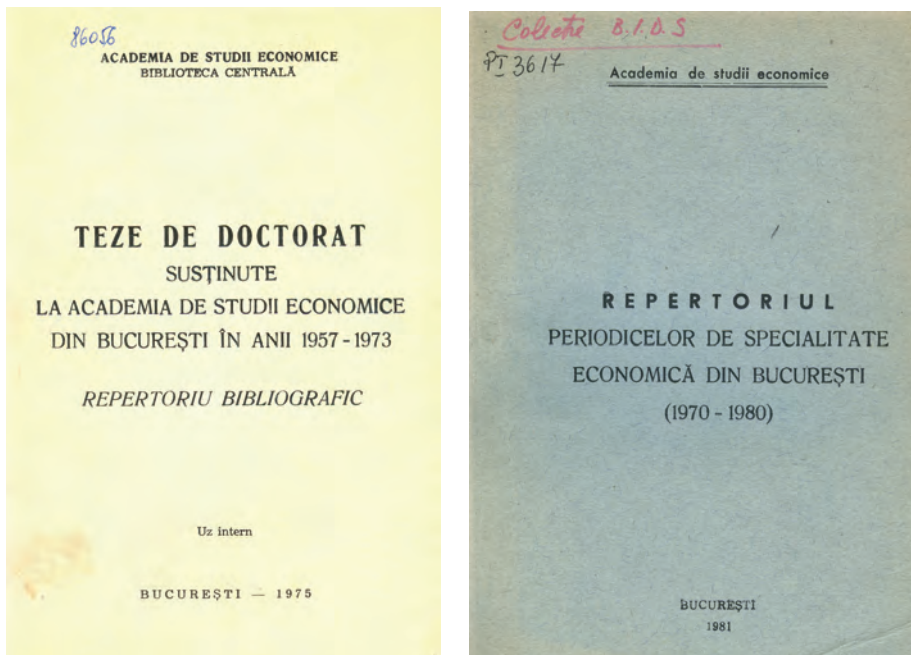 86056
ACADEMIA DE STUDII ECONOMICE
BIBLIOTECA CENTRALĂ
TEZE DE DOCTORAT
SUSȚINUTE
LA ACADEMIA DE STUDII ECONOMICE
DIN BUCUREȘTI ÎN ANII 1957-1973
REPERTORIU BIBLIOGRAFIC
Uz intern
BUCUREȘTI — 1975
Colecție B.I.D.S
PI 3617
Academia de studii economice
REPERTORIUL
PERIODICELOR DE SPECIALITATE
ECONOMICĂ DIN BUCUREȘTI
(1970 - 1980)
BUCUREȘTI
1981